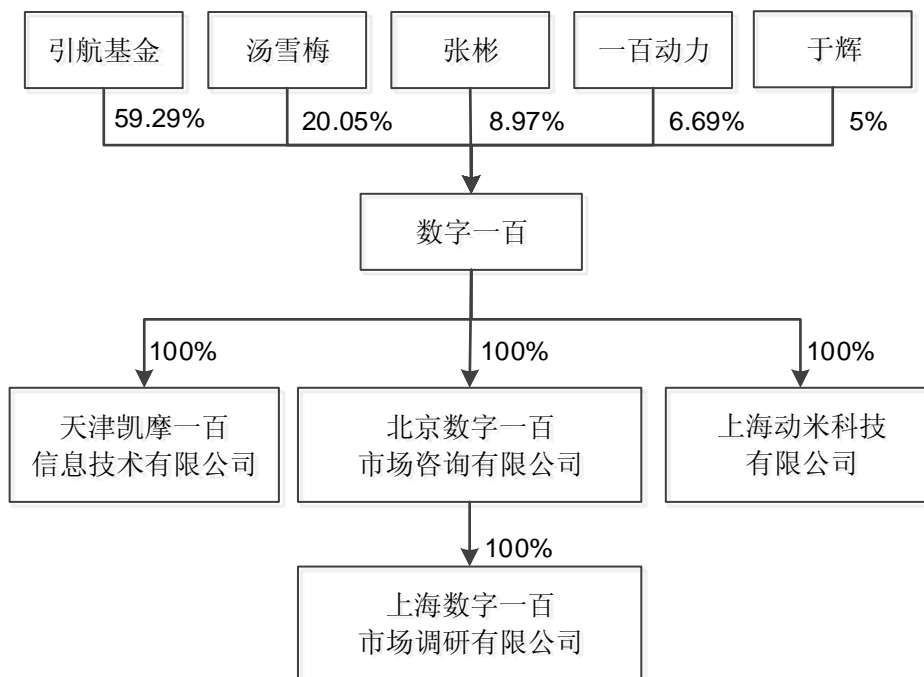 引航基金
汤雪梅
张彬
一百动力
于辉
59.29%
20.05%
8.97%
6.69%
5%
数字一百
100%
100%
100%
天津凯摩一百
信息技术有限公司
北京数字一百
市场咨询有限公司
上海动米科技
有限公司
100%
上海数字一百
市场调研有限公司